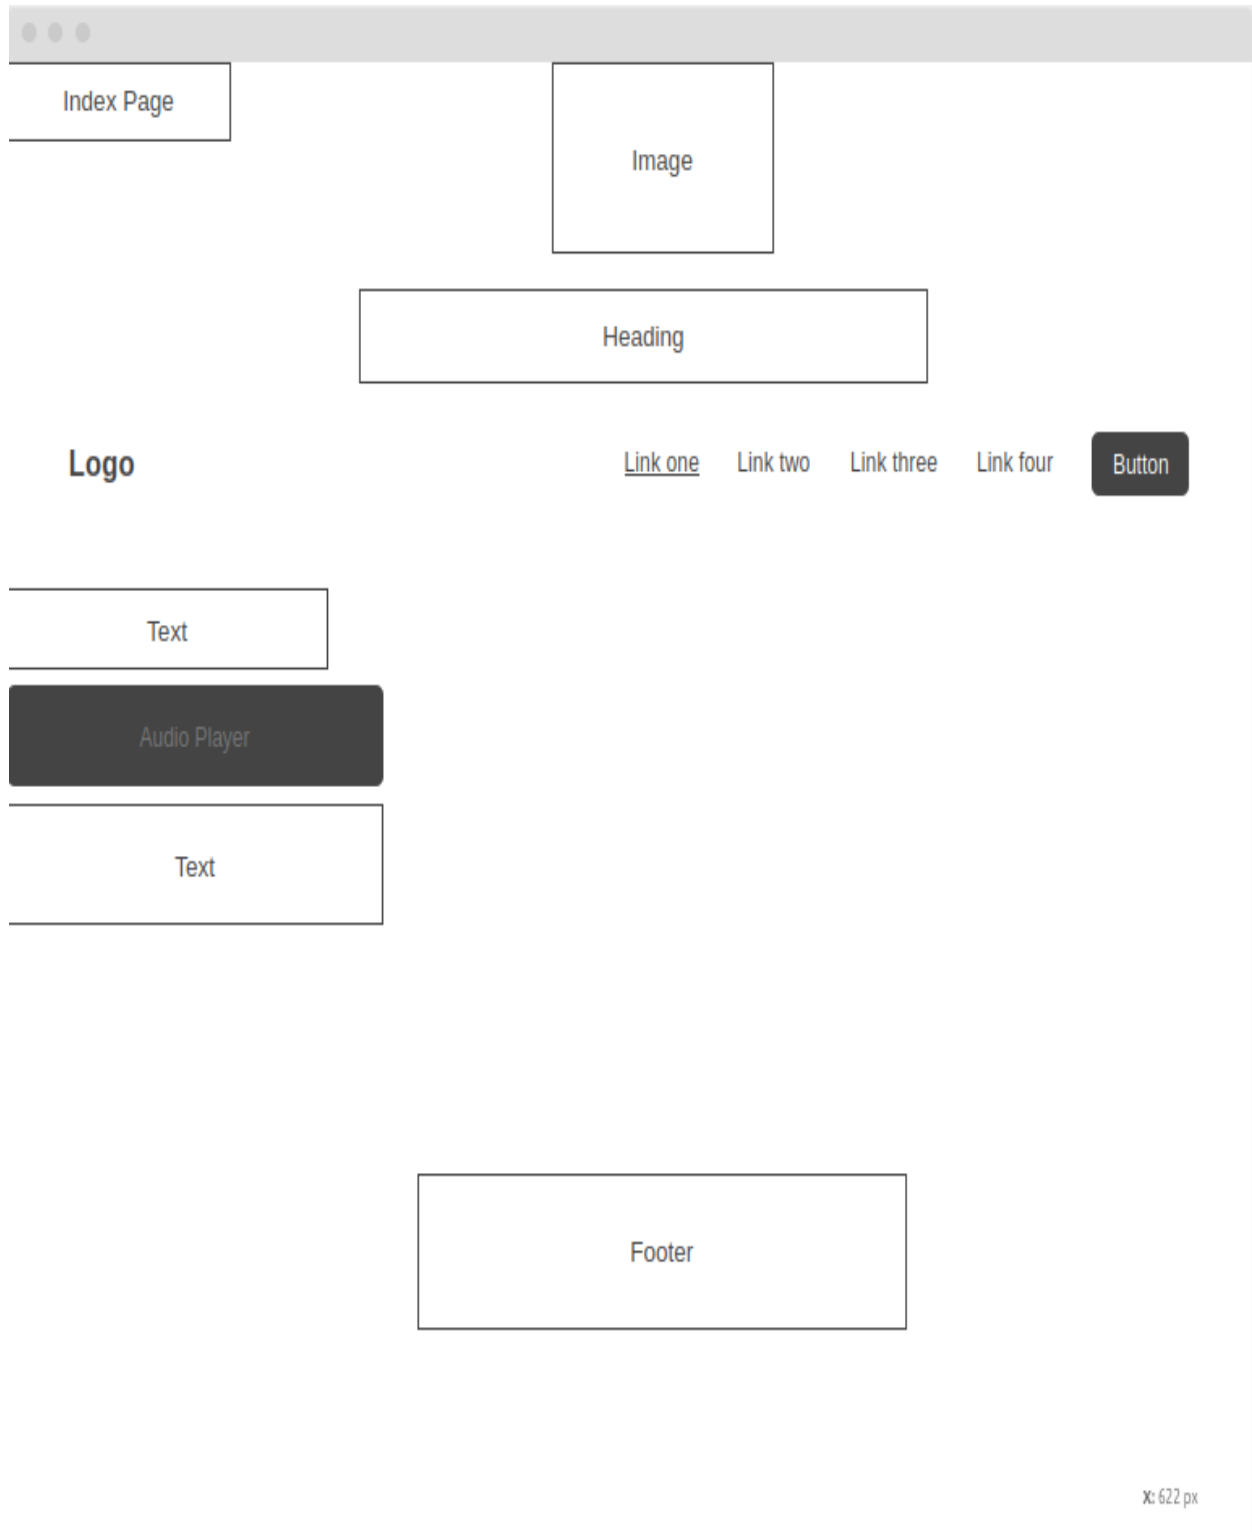 Index Page
Image
Heading
Logo
Link one Link two Link three Link four Button
Text
Audio Player
Text
Footer
X: 622 px